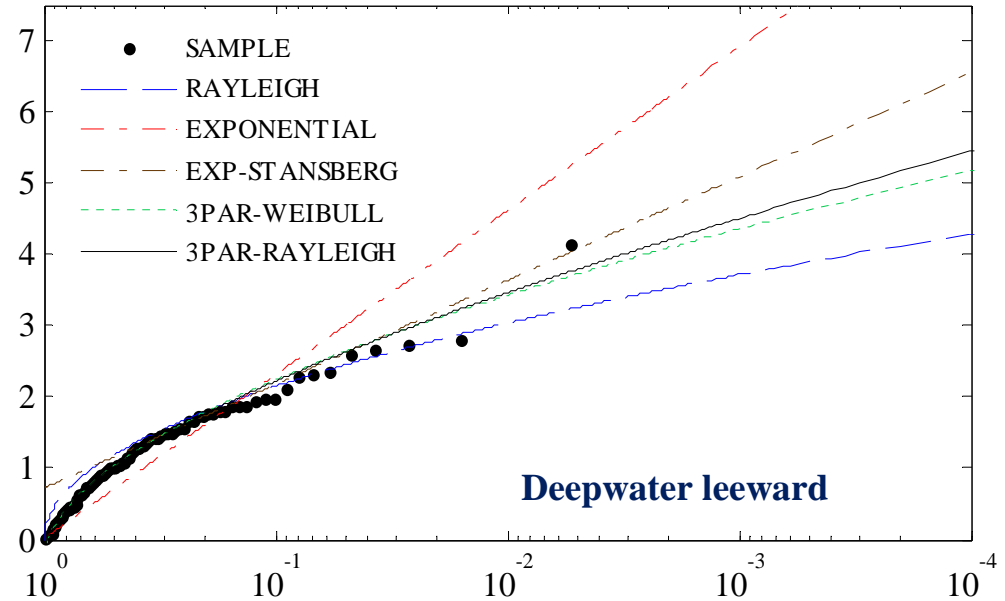 7
6
5
4
3
2
1
0
SAMPLE
RAYLEIGH
EXPONENTIAL
EXP-STANSBERG
3PAR-WEIBULL
3PAR-RAYLEIGH
Deepwater leeward
10^0 10^-1 10^-2 10^-3 10^-4